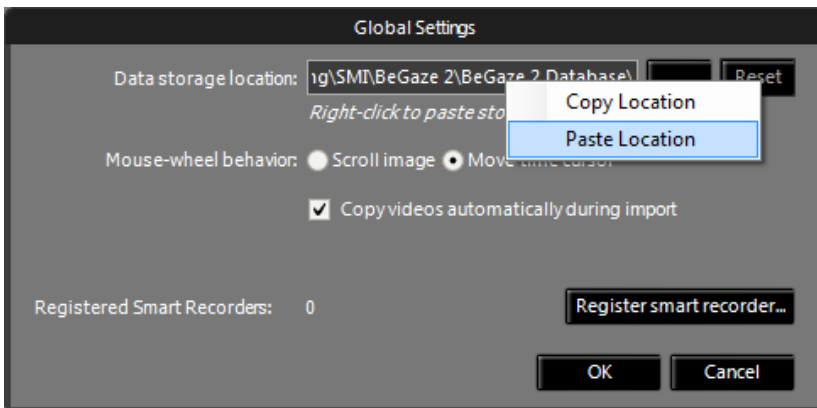 Global Settings
Data storage location: ng\SMI\BeGaze 2\BeGaze 2 Database\ Reset
Right-click to paste sto
Copy Location
Paste Location
Mouse-wheel behavior: Scroll image Move time cursor
Copy videos automatically during import
Registered Smart Recorders: 0 Register smart recorder...
OK Cancel